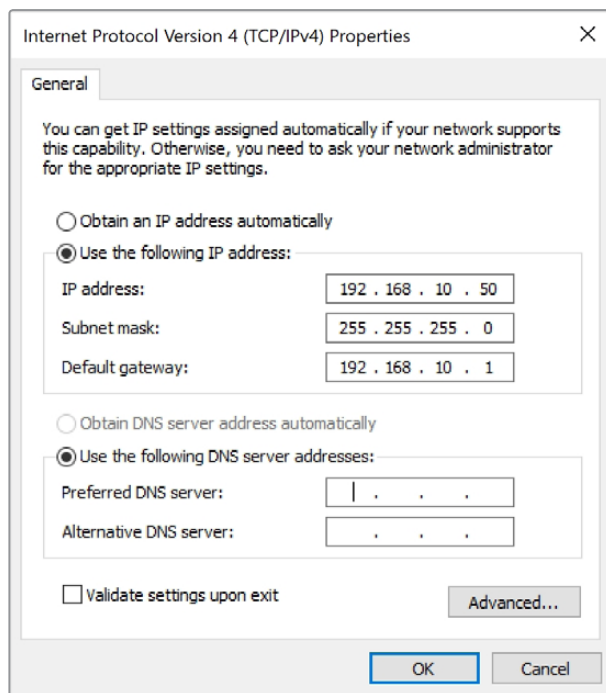 Internet Protocol Version 4 (TCP/IPv4) Properties
General
You can get IP settings assigned automatically if your network supports
this capability. Otherwise, you need to ask your network administrator
for the appropriate IP settings.
Obtain an IP address automatically
Use the following IP address:
IP address: 192 . 168 . 10 . 50
Subnet mask: 255 . 255 . 255 . 0
Default gateway: 192 . 168 . 10 . 1
Obtain DNS server address automatically
Use the following DNS server addresses:
Preferred DNS server: . . .
Alternative DNS server: . . .
Validate settings upon exit
Advanced...
OK Cancel